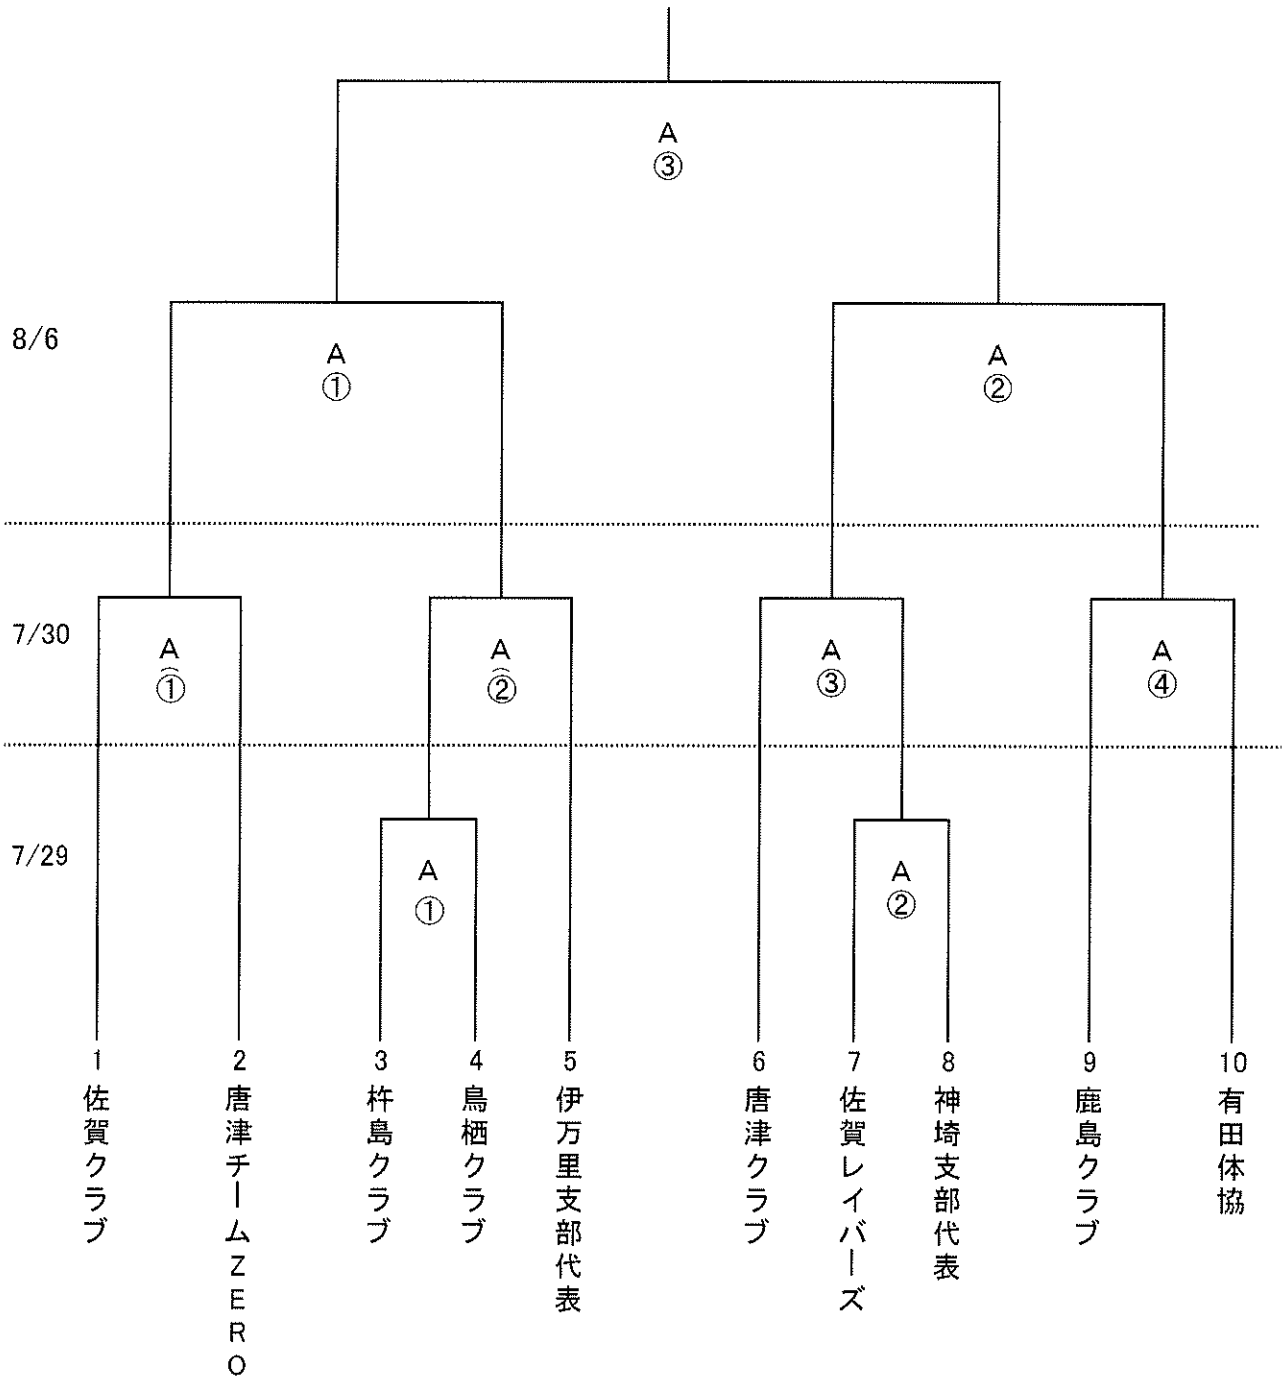 A
③
8/6
A
①
A
②
7/30
A
①
A
②
A
③
A
④
7/29
A
①
A
②
1 佐賀クラブ
2 唐津チームZERO
3 杵島クラブ
4 鳥栖クラブ
5 伊万里支部代表
6 唐津クラブ
7 佐賀レイバーズ
8 神埼支部代表
9 鹿島クラブ
10 有田体協